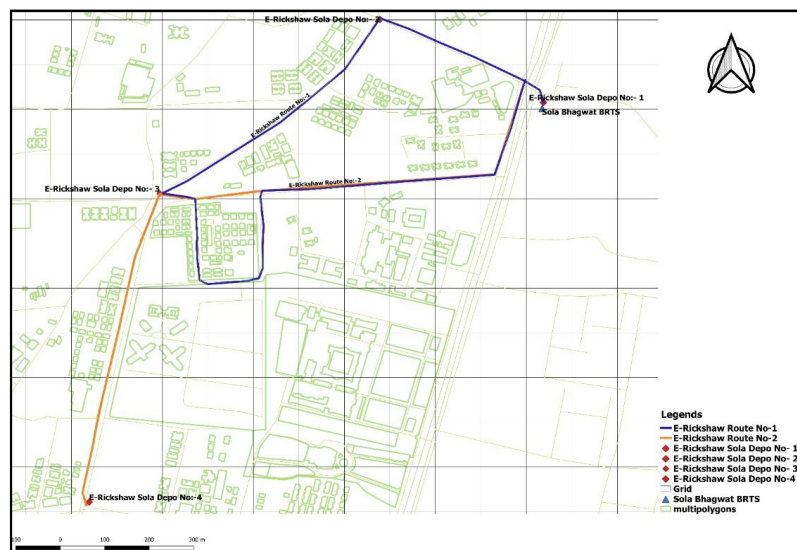 E-Rickshaw Sola Depo No:- 2
E-Rickshaw Sola Depo No:- 1
Sola Bhagwat BRTS
E-Rickshaw Route No:-1
E-Rickshaw Route No:-2
E-Rickshaw Sola Depo No:- 3
E-Rickshaw Sola Depo No:-4
Legends
E-Rickshaw Route No-1
E-Rickshaw Route No-2
E-Rickshaw Sola Depo No- 1
E-Rickshaw Sola Depo No- 2
E-Rickshaw Sola Depo No- 3
E-Rickshaw Sola Depo No-4
Grid
Sola Bhagwat BRTS
multipolygons
100 0 100 200 300 m